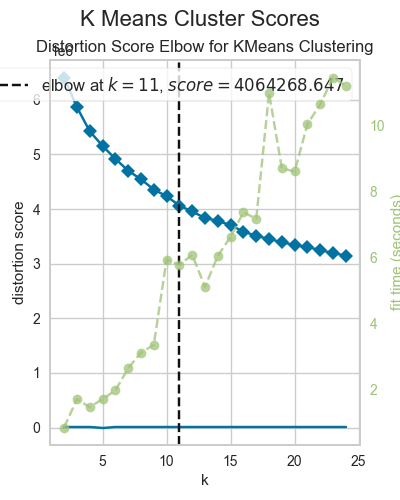 K Means Cluster Scores
Distortion Score Elbow for KMeans Clustering
1e6
elbow at k = 11, score = 4064268.647
6
5
4
3
2
1
0
distortion score
10
8
6
4
2
fit time (seconds)
5 10 15 20 25
k